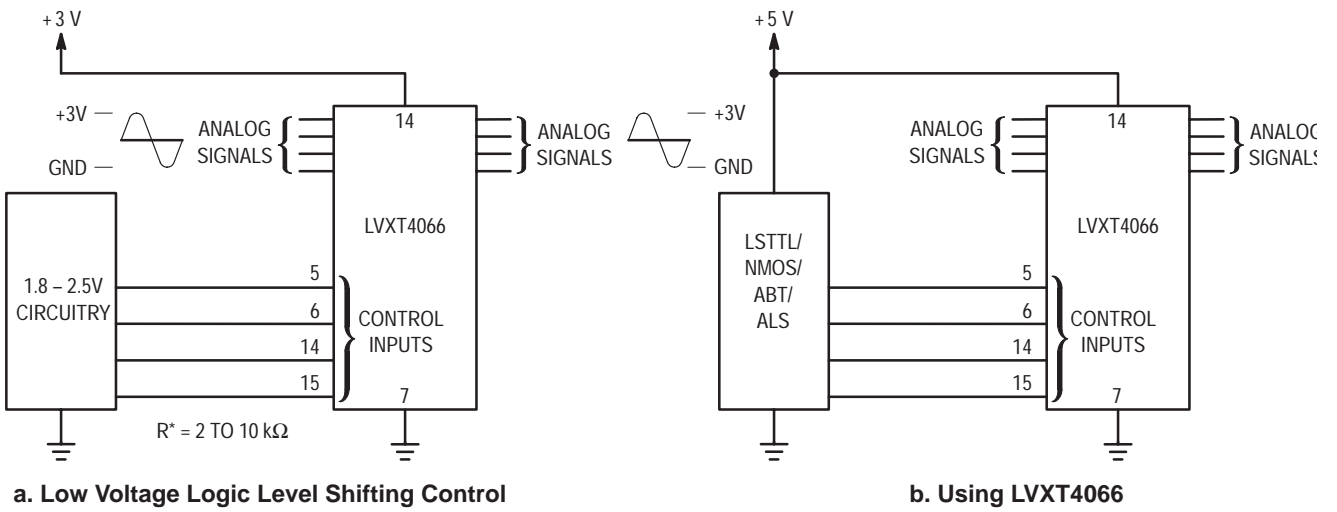 +3 V
+3V
GND
ANALOG
SIGNALS
14
ANALOG
SIGNALS
LVXT4066
1.8 – 2.5V
CIRCUITRY
5
6
14
15
CONTROL
INPUTS
7
R* = 2 TO 10 kΩ
a. Low Voltage Logic Level Shifting Control
+5 V
+3V
GND
ANALOG
SIGNALS
14
ANALOG
SIGNALS
LVXT4066
LSTTL/
NMOS/
ABT/
ALS
5
6
14
15
CONTROL
INPUTS
7
b. Using LVXT4066